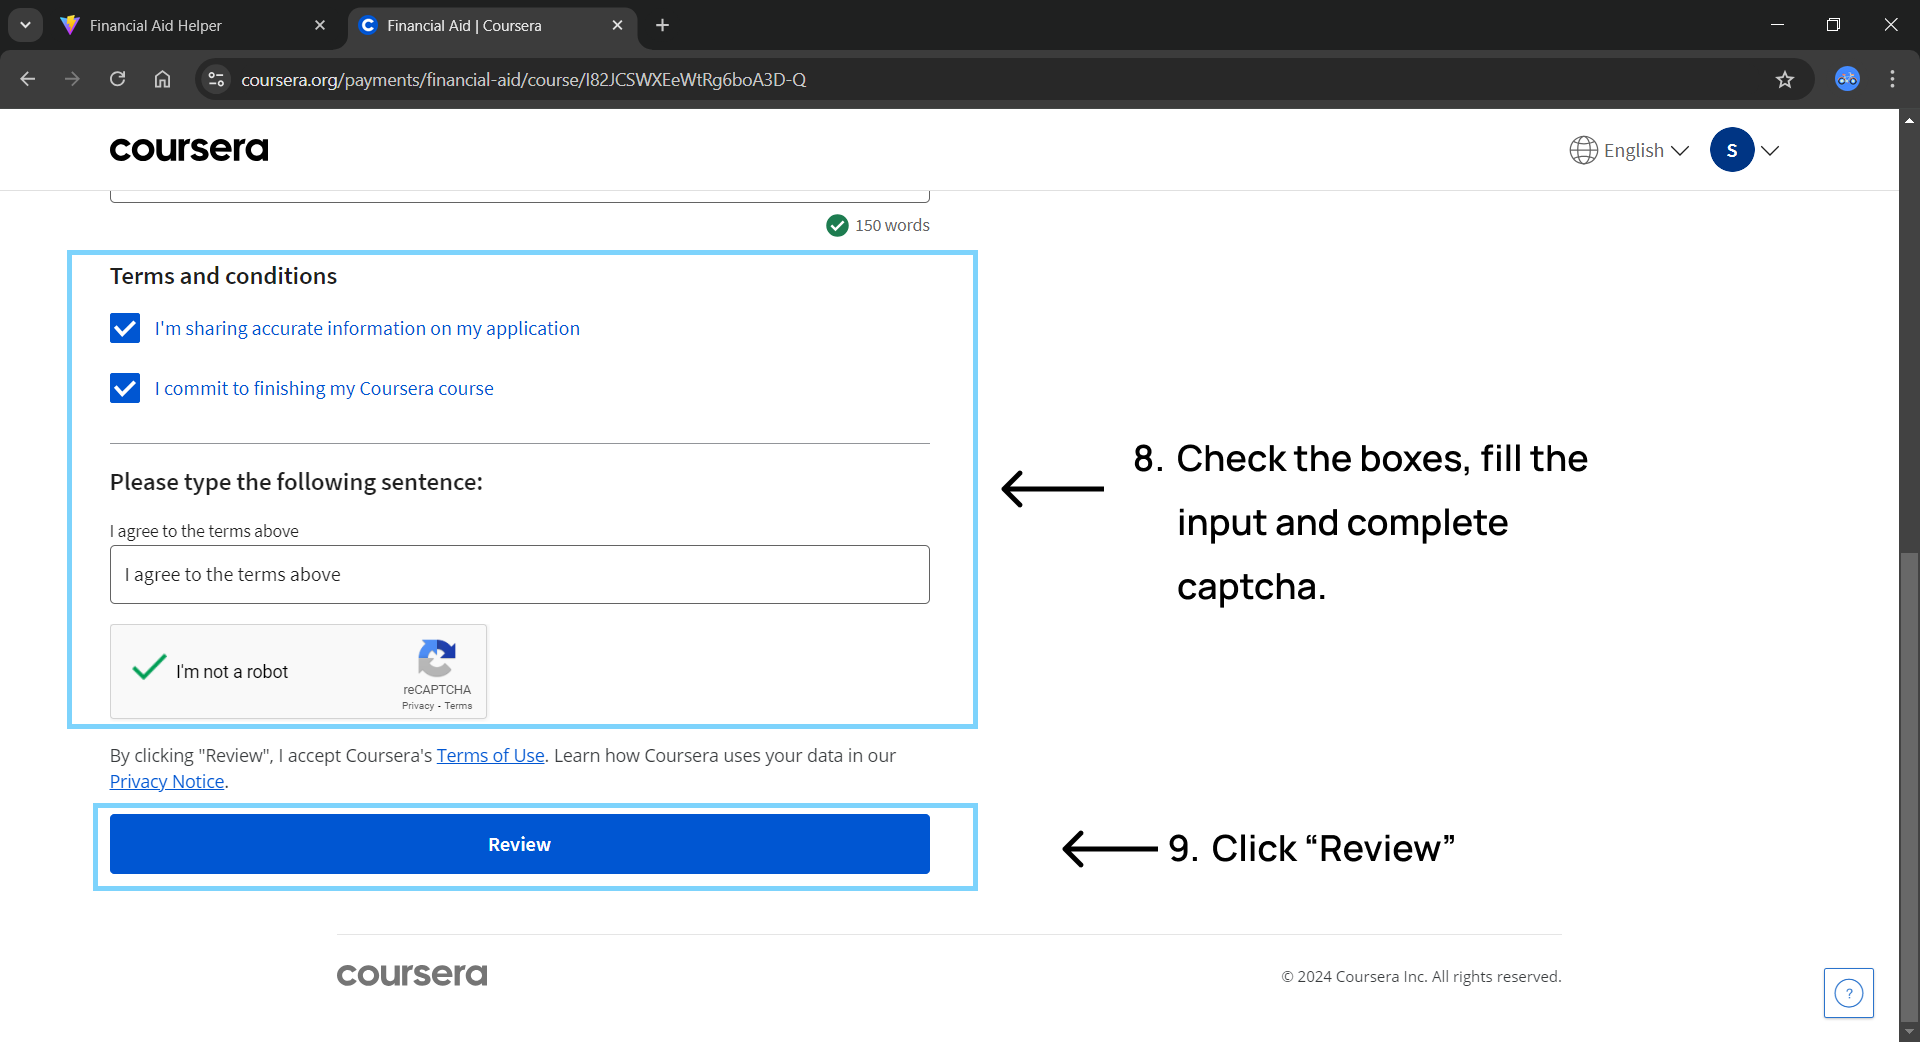 Financial Aid Helper
Financial Aid | Coursera
coursera.org/payments/financial-aid/course/I82JCSWXEeWtRg6boA3D-Q
coursera
English
S
150 words
Terms and conditions
I'm sharing accurate information on my application
I commit to finishing my Coursera course
Please type the following sentence:
I agree to the terms above
I agree to the terms above
I'm not a robot
reCAPTCHA
Privacy - Terms
8. Check the boxes, fill the
input and complete
captcha.
By clicking "Review", I accept Coursera's Terms of Use. Learn how Coursera uses your data in our
Privacy Notice.
Review
9. Click “Review”
coursera
© 2024 Coursera Inc. All rights reserved.
?